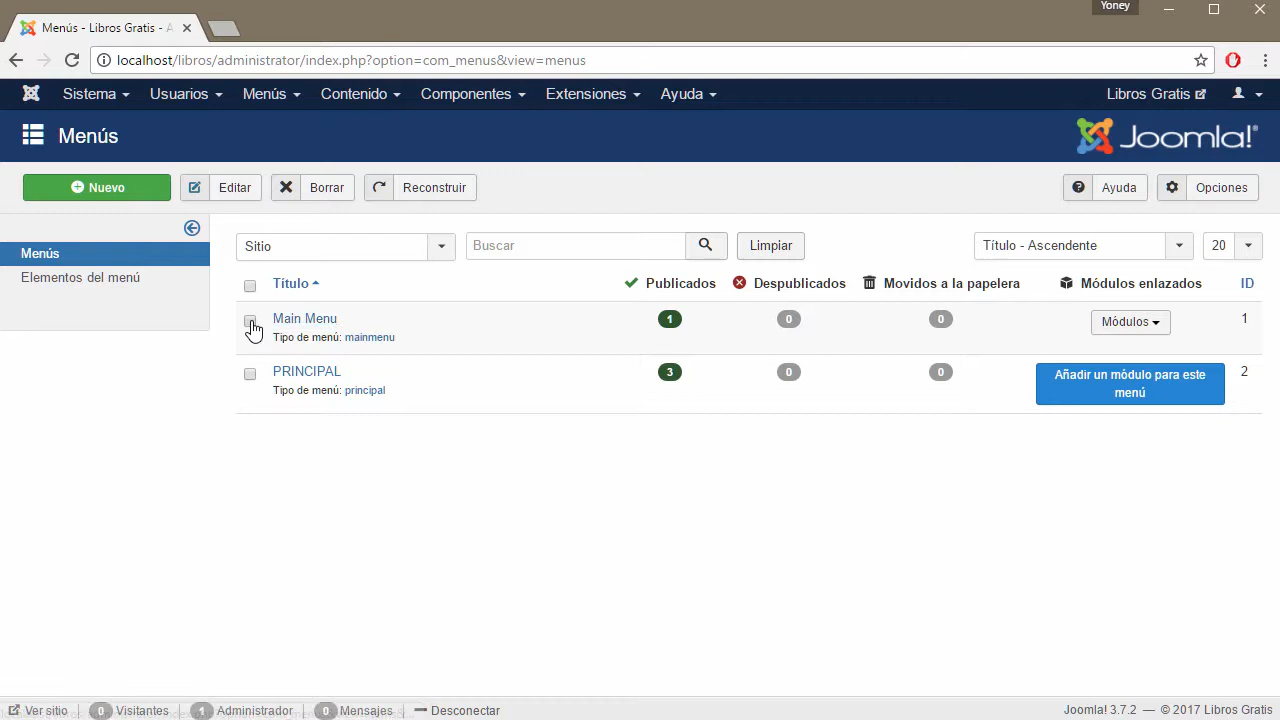 Yoney
Menús - Libros Gratis - A
localhost/libros/administrator/index.php?option=com_menus&view=menus
Sistema Usuarios Menús Contenido Componentes Extensiones Ayuda Libros Gratis
Menús Joomla!
Nuevo Editar Borrar Reconstruir Ayuda Opciones
Menús
Elementos del menú
Sitio Buscar Limpiar Título - Ascendente 20
Título Publicados Despublicados Movidos a la papelera Módulos enlazados ID
Main Menu 1 0 0 Módulos 1
Tipo de menú: mainmenu
PRINCIPAL 3 0 0 Añadir un módulo para este 2
menú
Tipo de menú: principal
Ver sitio 0 Visitantes 1 Administrador 0 Mensajes Desconectar Joomla! 3.7.2 — © 2017 Libros Gratis